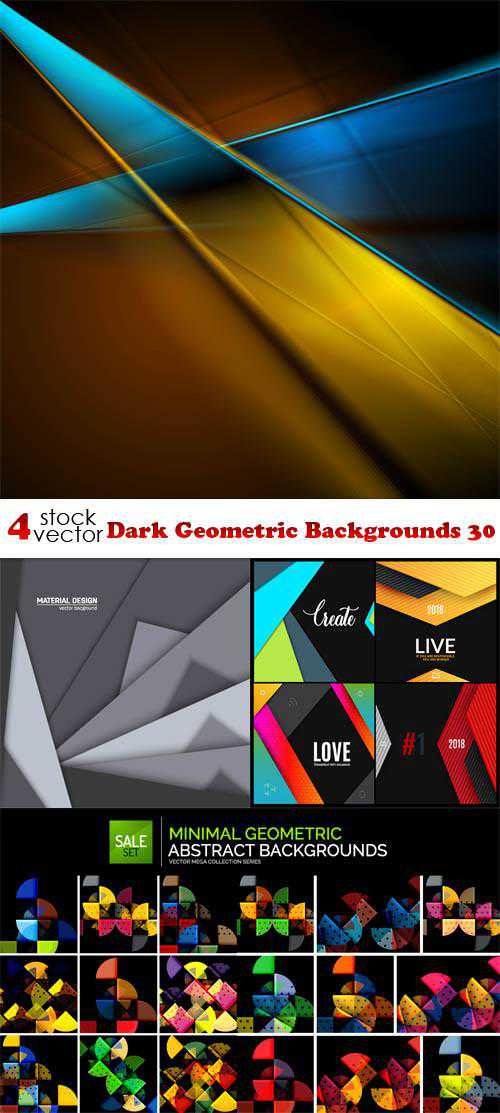 4 stock vector Dark Geometric Backgrounds 30
MATERIAL DESIGN
vector background
Create
2018
LIVE
LOVE
#1 2018
SALE
SET
MINIMAL GEOMETRIC
ABSTRACT BACKGROUNDS
VECTOR MEGA COLLECTION SERIES